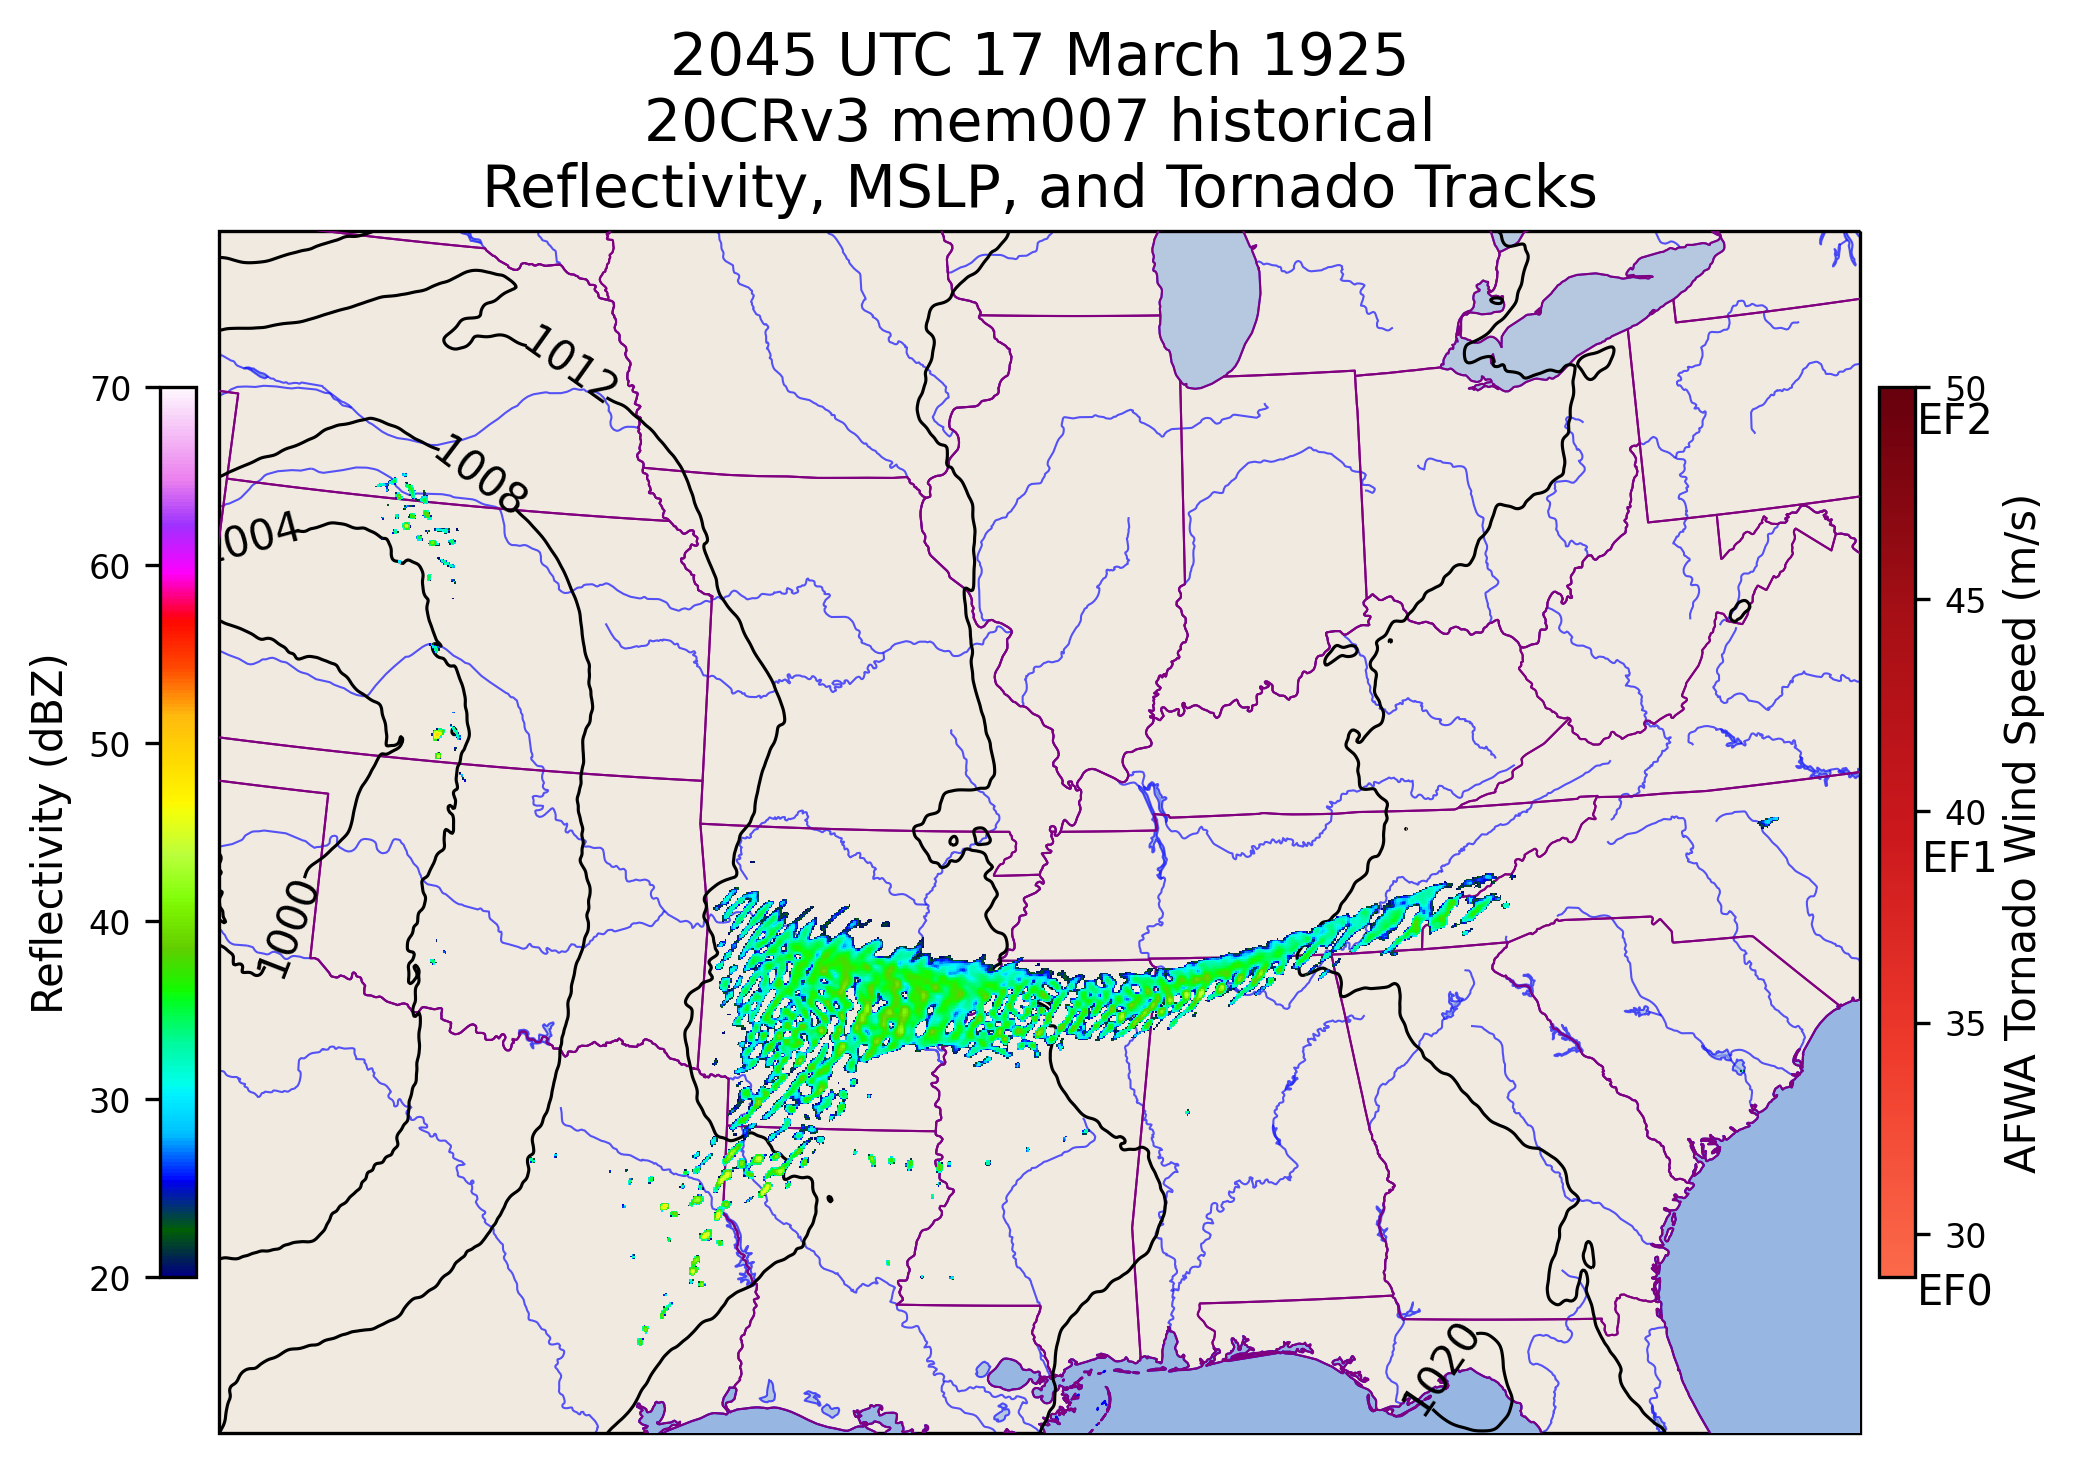 2045 UTC 17 March 1925
20CRv3 mem007 historical
Reflectivity, MSLP, and Tornado Tracks
Reflectivity (dBZ)
70
60
50
40
30
20
1012
1008
1004
1000
1020
50
EF2
45
40
EF1
35
30
EF0
AFWA Tornado Wind Speed (m/s)